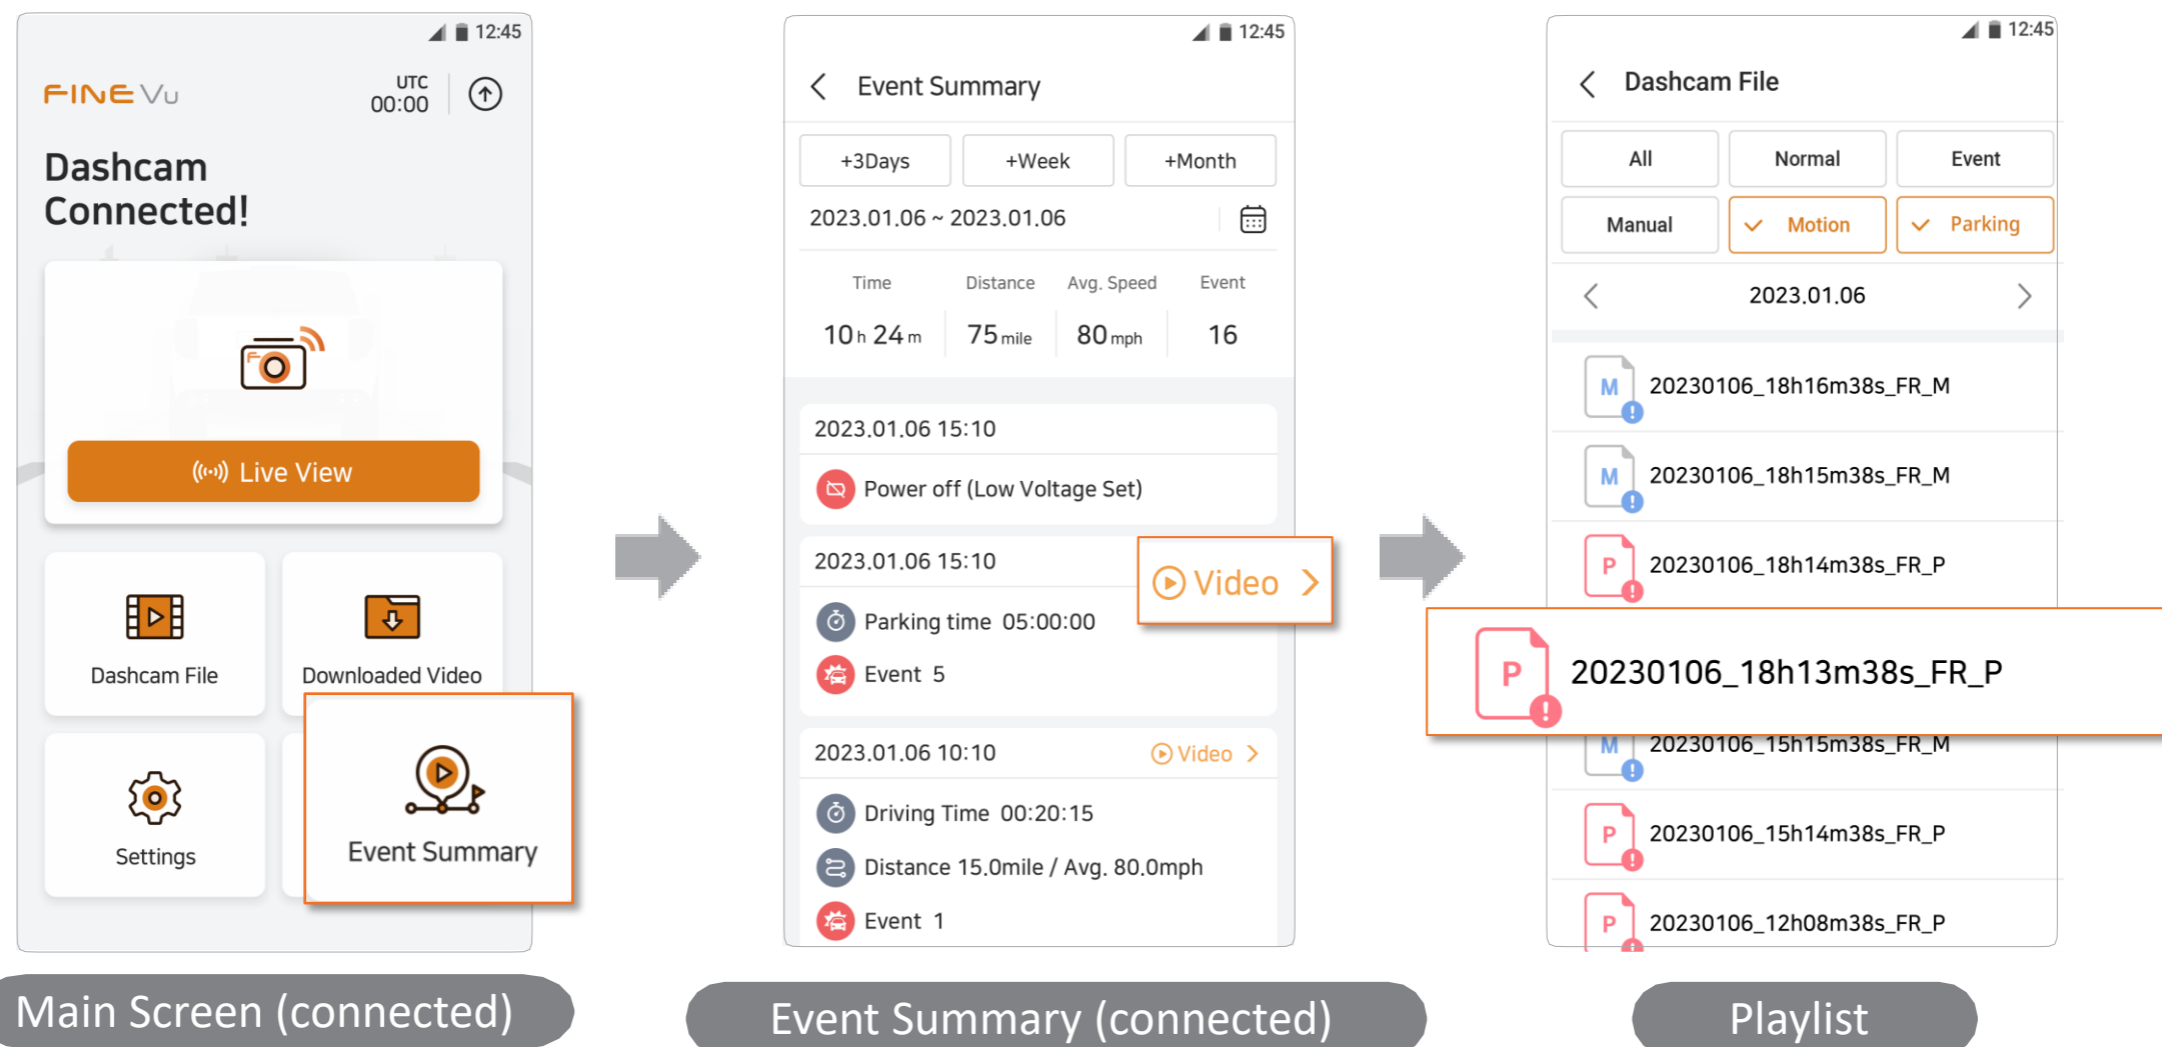 12:45
FINEVu
UTC
00:00
Dashcam
Connected!
Live View
Dashcam File
Downloaded Video
Settings
Event Summary
Main Screen (connected)
12:45
Event Summary
+3Days +Week +Month
2023.01.06 ~ 2023.01.06
Time Distance Avg. Speed Event
10 h 24 m 75 mile 80 mph 16
2023.01.06 15:10
Power off (Low Voltage Set)
2023.01.06 15:10
Video
Parking time 05:00:00
Event 5
2023.01.06 10:10 Video
Driving Time 00:20:15
Distance 15.0mile / Avg. 80.0mph
Event 1
Event Summary (connected)
12:45
Dashcam File
All Normal Event
Manual Motion Parking
2023.01.06
M 20230106_18h16m38s_FR_M
M 20230106_18h15m38s_FR_M
P 20230106_18h14m38s_FR_P
P 20230106_18h13m38s_FR_P
M 20230106_15h15m38s_FR_M
P 20230106_15h14m38s_FR_P
P 20230106_12h08m38s_FR_P
Playlist